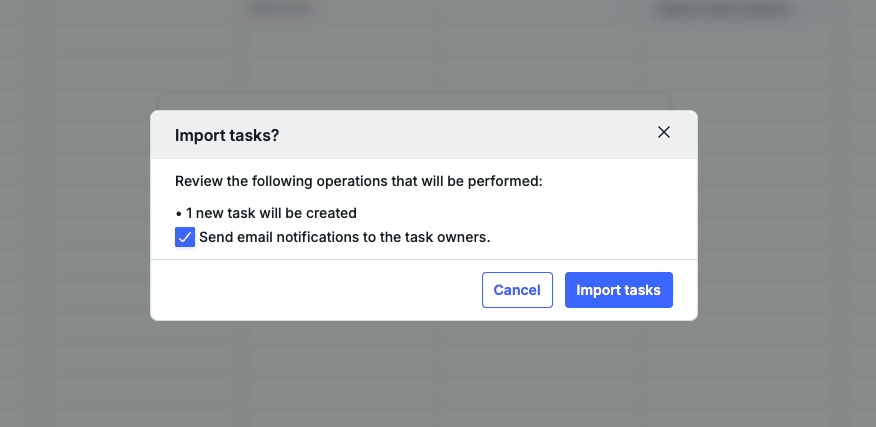 Import tasks?
Review the following operations that will be performed:
• 1 new task will be created
Send email notifications to the task owners.
Cancel
Import tasks